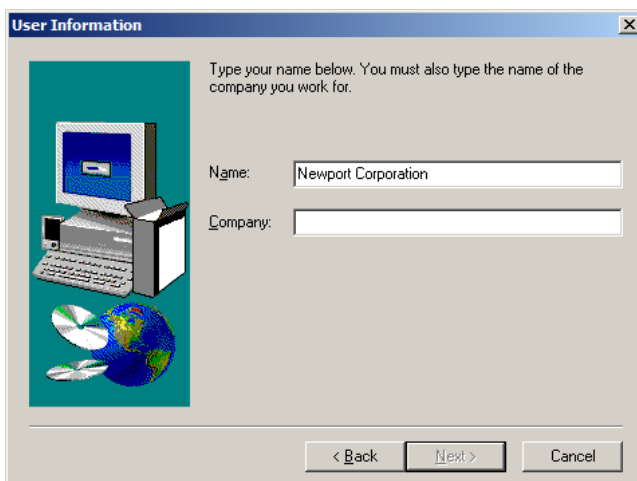 User Information
Type your name below. You must also type the name of the
company you work for.
Name: Newport Corporation
Company:
< Back Next > Cancel